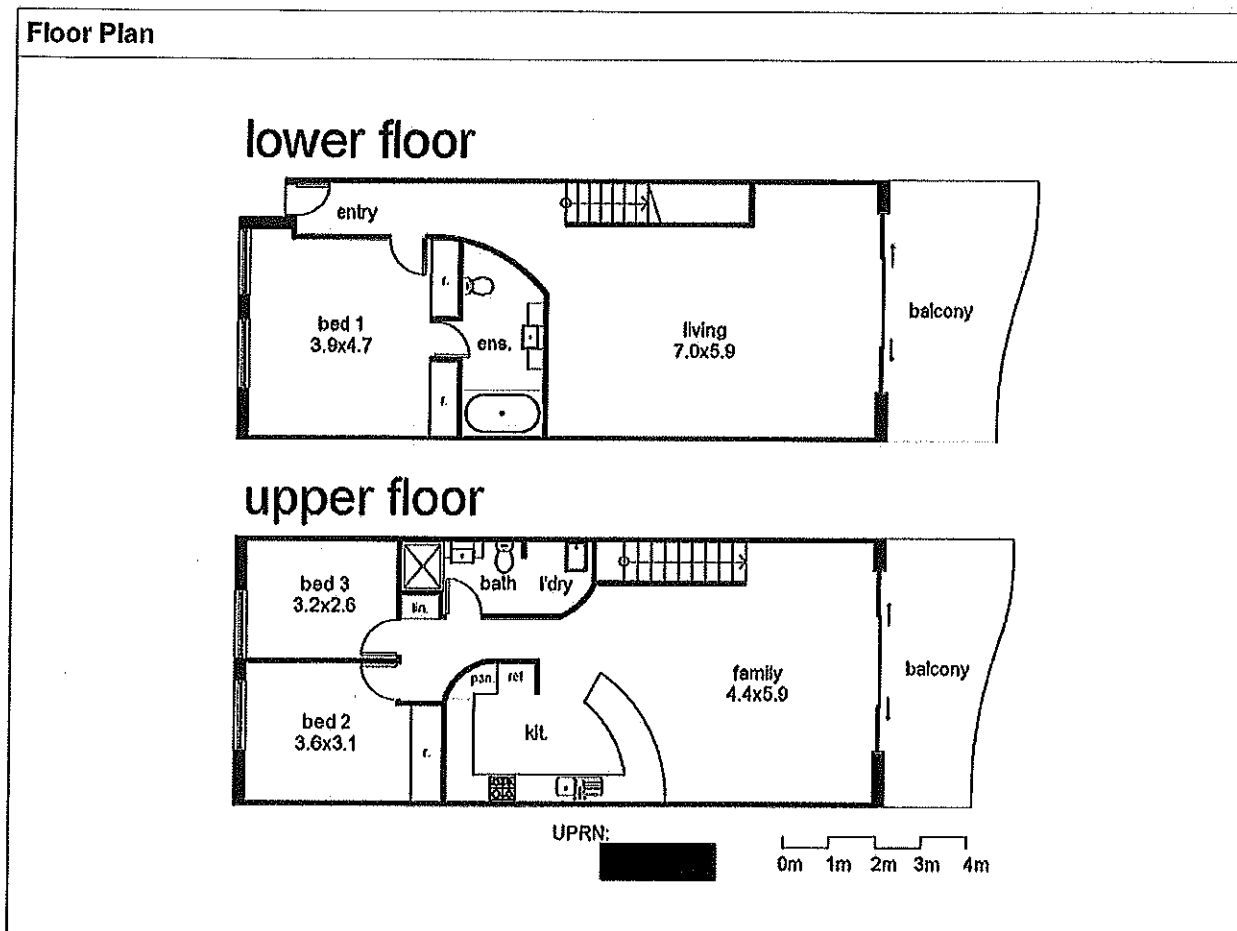 Floor Plan
lower floor
entry
r.
bed 1
3.9x4.7
ens.
r.
living
7.0x5.9
balcony
upper floor
bed 3
3.2x2.6
lin.
bath
l'dry
bed 2
3.6x3.1
r.
pan.
ref
kit.
family
4.4x5.9
balcony
UPRN:
0m 1m 2m 3m 4m